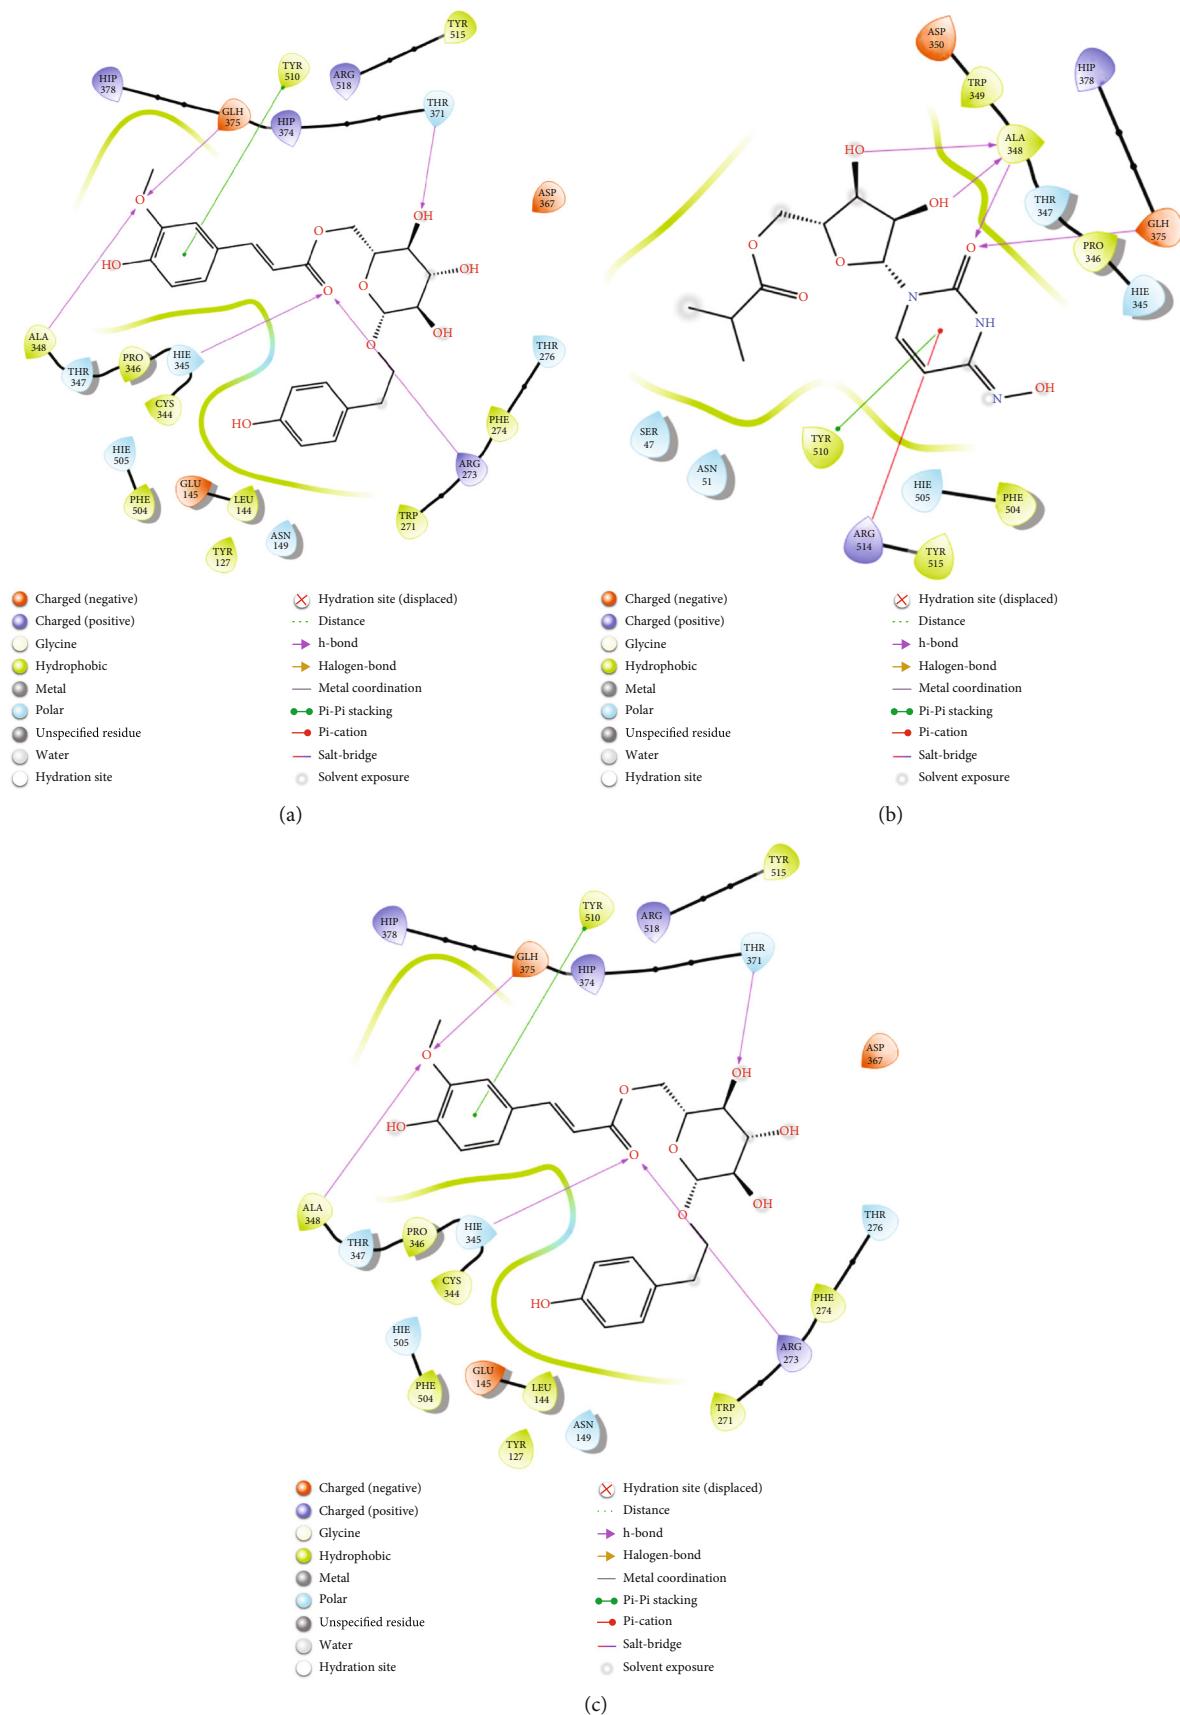 TYR
515
TYR
510
ARG
518
HIP
378
THR
371
GLH
375
HIP
374
ASP
367
O
OH
O
HO
O
OH
O
O
OH
ALA
348
THR
347
PRO
346
HIE
345
CYS
344
O
THR
276
HO
PHE
274
HIE
505
ARG
273
PHE
504
GLU
145
LEU
144
TRP
271
ASN
149
TYR
127
Charged (negative)
Charged (positive)
Glycine
Hydrophobic
Metal
Polar
Unspecified residue
Water
Hydration site
Hydration site (displaced)
Distance
h-bond
Halogen-bond
Metal coordination
Pi-Pi stacking
Pi-cation
Salt-bridge
Solvent exposure
(a)
ASP
350
HIP
378
TRP
349
ALA
348
HO
OH
THR
347
GLH
375
PRO
346
HIE
345
O
O
O
O
N
NH
N
OH
SER
47
ASN
51
TYR
510
HIE
505
PHE
504
ARG
514
TYR
515
Charged (negative)
Charged (positive)
Glycine
Hydrophobic
Metal
Polar
Unspecified residue
Water
Hydration site
Hydration site (displaced)
Distance
h-bond
Halogen-bond
Metal coordination
Pi-Pi stacking
Pi-cation
Salt-bridge
Solvent exposure
(b)
TYR
515
TYR
510
ARG
518
HIP
378
THR
371
GLH
375
HIP
374
ASP
367
O
OH
O
HO
OH
O
O
OH
ALA
348
THR
347
PRO
346
HIE
345
CYS
344
O
THR
276
HO
PHE
274
HIE
505
ARG
273
PHE
504
GLU
145
LEU
144
TRP
271
ASN
149
TYR
127
Charged (negative)
Charged (positive)
Glycine
Hydrophobic
Metal
Polar
Unspecified residue
Water
Hydration site
Hydration site (displaced)
Distance
h-bond
Halogen-bond
Metal coordination
Pi-Pi stacking
Pi-cation
Salt-bridge
Solvent exposure
(c)